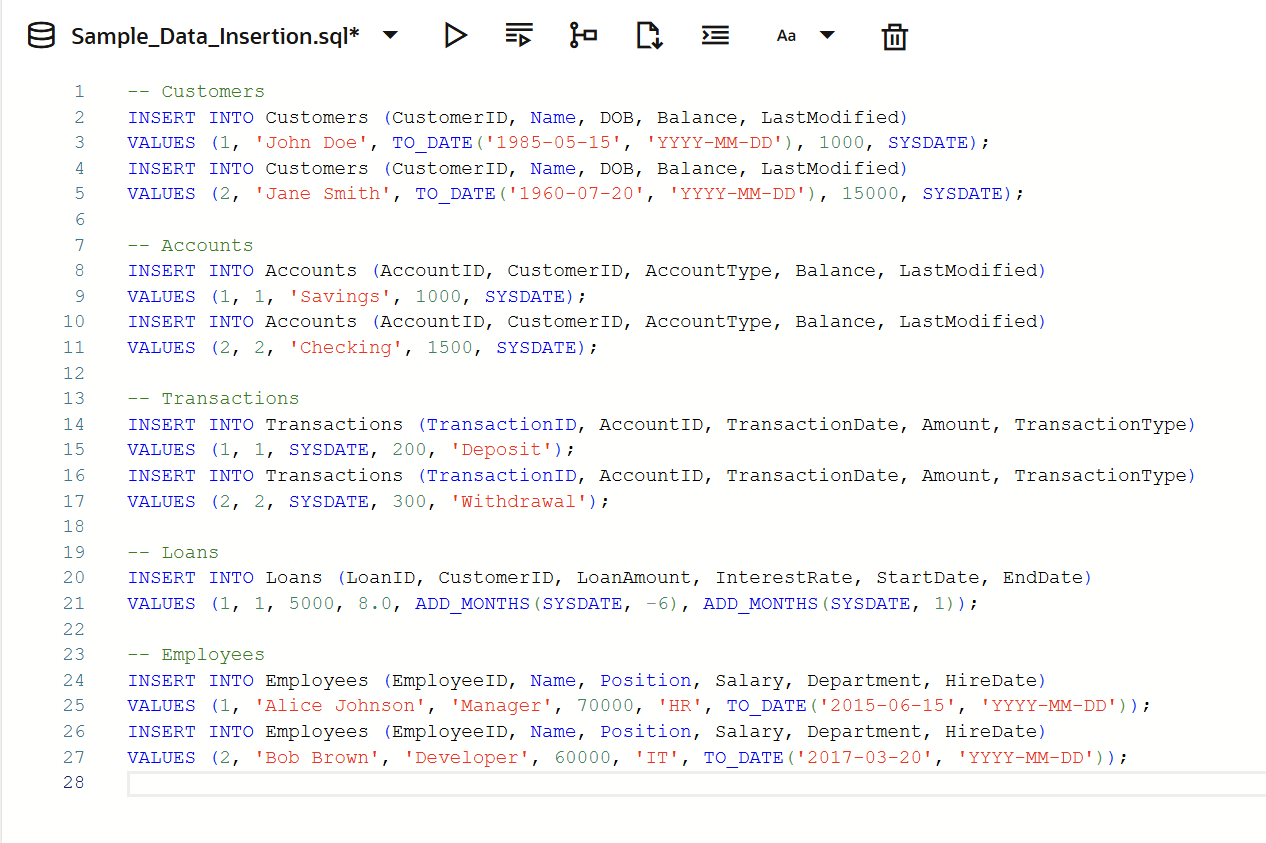 Sample_Data_Insertion.sql*
Aa
1 -- Customers
2 INSERT INTO Customers (CustomerID, Name, DOB, Balance, LastModified)
3 VALUES (1, 'John Doe', TO_DATE('1985-05-15', 'YYYY-MM-DD'), 1000, SYSDATE);
4 INSERT INTO Customers (CustomerID, Name, DOB, Balance, LastModified)
5 VALUES (2, 'Jane Smith', TO_DATE('1960-07-20', 'YYYY-MM-DD'), 15000, SYSDATE);
6
7 -- Accounts
8 INSERT INTO Accounts (AccountID, CustomerID, AccountType, Balance, LastModified)
9 VALUES (1, 1, 'Savings', 1000, SYSDATE);
10 INSERT INTO Accounts (AccountID, CustomerID, AccountType, Balance, LastModified)
11 VALUES (2, 2, 'Checking', 1500, SYSDATE);
12
13 -- Transactions
14 INSERT INTO Transactions (TransactionID, AccountID, TransactionDate, Amount, TransactionType)
15 VALUES (1, 1, SYSDATE, 200, 'Deposit');
16 INSERT INTO Transactions (TransactionID, AccountID, TransactionDate, Amount, TransactionType)
17 VALUES (2, 2, SYSDATE, 300, 'Withdrawal');
18
19 -- Loans
20 INSERT INTO Loans (LoanID, CustomerID, LoanAmount, InterestRate, StartDate, EndDate)
21 VALUES (1, 1, 5000, 8.0, ADD_MONTHS(SYSDATE, -6), ADD_MONTHS(SYSDATE, 1));
22
23 -- Employees
24 INSERT INTO Employees (EmployeeID, Name, Position, Salary, Department, HireDate)
25 VALUES (1, 'Alice Johnson', 'Manager', 70000, 'HR', TO_DATE('2015-06-15', 'YYYY-MM-DD'));
26 INSERT INTO Employees (EmployeeID, Name, Position, Salary, Department, HireDate)
27 VALUES (2, 'Bob Brown', 'Developer', 60000, 'IT', TO_DATE('2017-03-20', 'YYYY-MM-DD'));
28